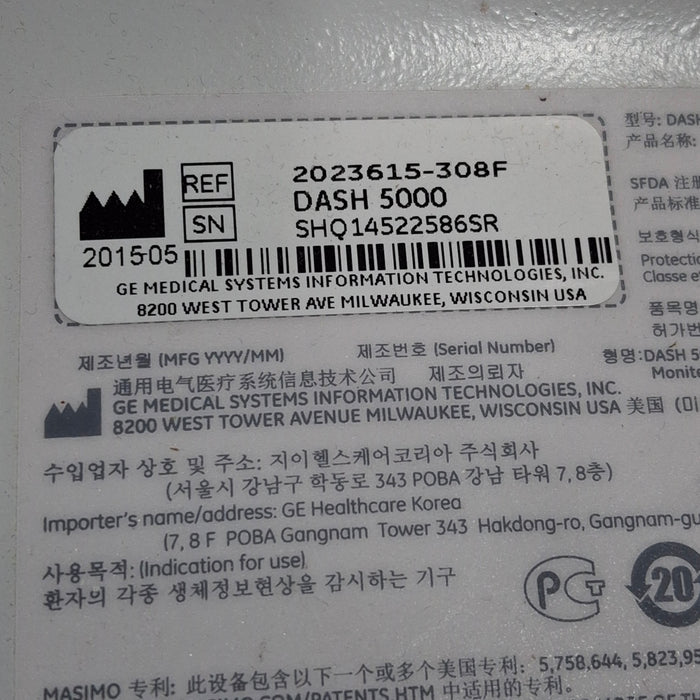 REF 2023615-308F
DASH 5000
SN SHQ14522586SR
2015-05
GE MEDICAL SYSTEMS INFORMATION TECHNOLOGIES, INC.
8200 WEST TOWER AVE MILWAUKEE, WISCONSIN USA
型号: DASH
产品名称:
SFDA 注册
产品标准
보호형식
Protectio
Classe e
품목명
허가번
형명:DASH 5
Monite
제조년월 (MFG YYYY/MM)
제조번호 (Serial Number)
通用电气医疗系统信息技术公司 제조의뢰자
GE MEDICAL SYSTEMS INFORMATION TECHNOLOGIES, INC.
8200 WEST TOWER AVENUE MILWAUKEE, WISCONSIN USA 美国 (미
수입업자 상호 및 주소: 지이헬스케어코리아 주식회사
(서울시 강남구 학동로 343 POBA 강남 타워 7, 8층)
Importer's name/address: GE Healthcare Korea
(7, 8 F POBA Gangnam Tower 343 Hakdong-ro, Gangnam-gu
사용목적: (Indication for use)
환자의 각종 생체정보현상을 감시하는 기구
PCT
20
MASIMO 专利: 此设备包含以下一个或多个美国专利: 5,758,644, 5,823,95
COM/PATENTS.HTM 中适用的专利.